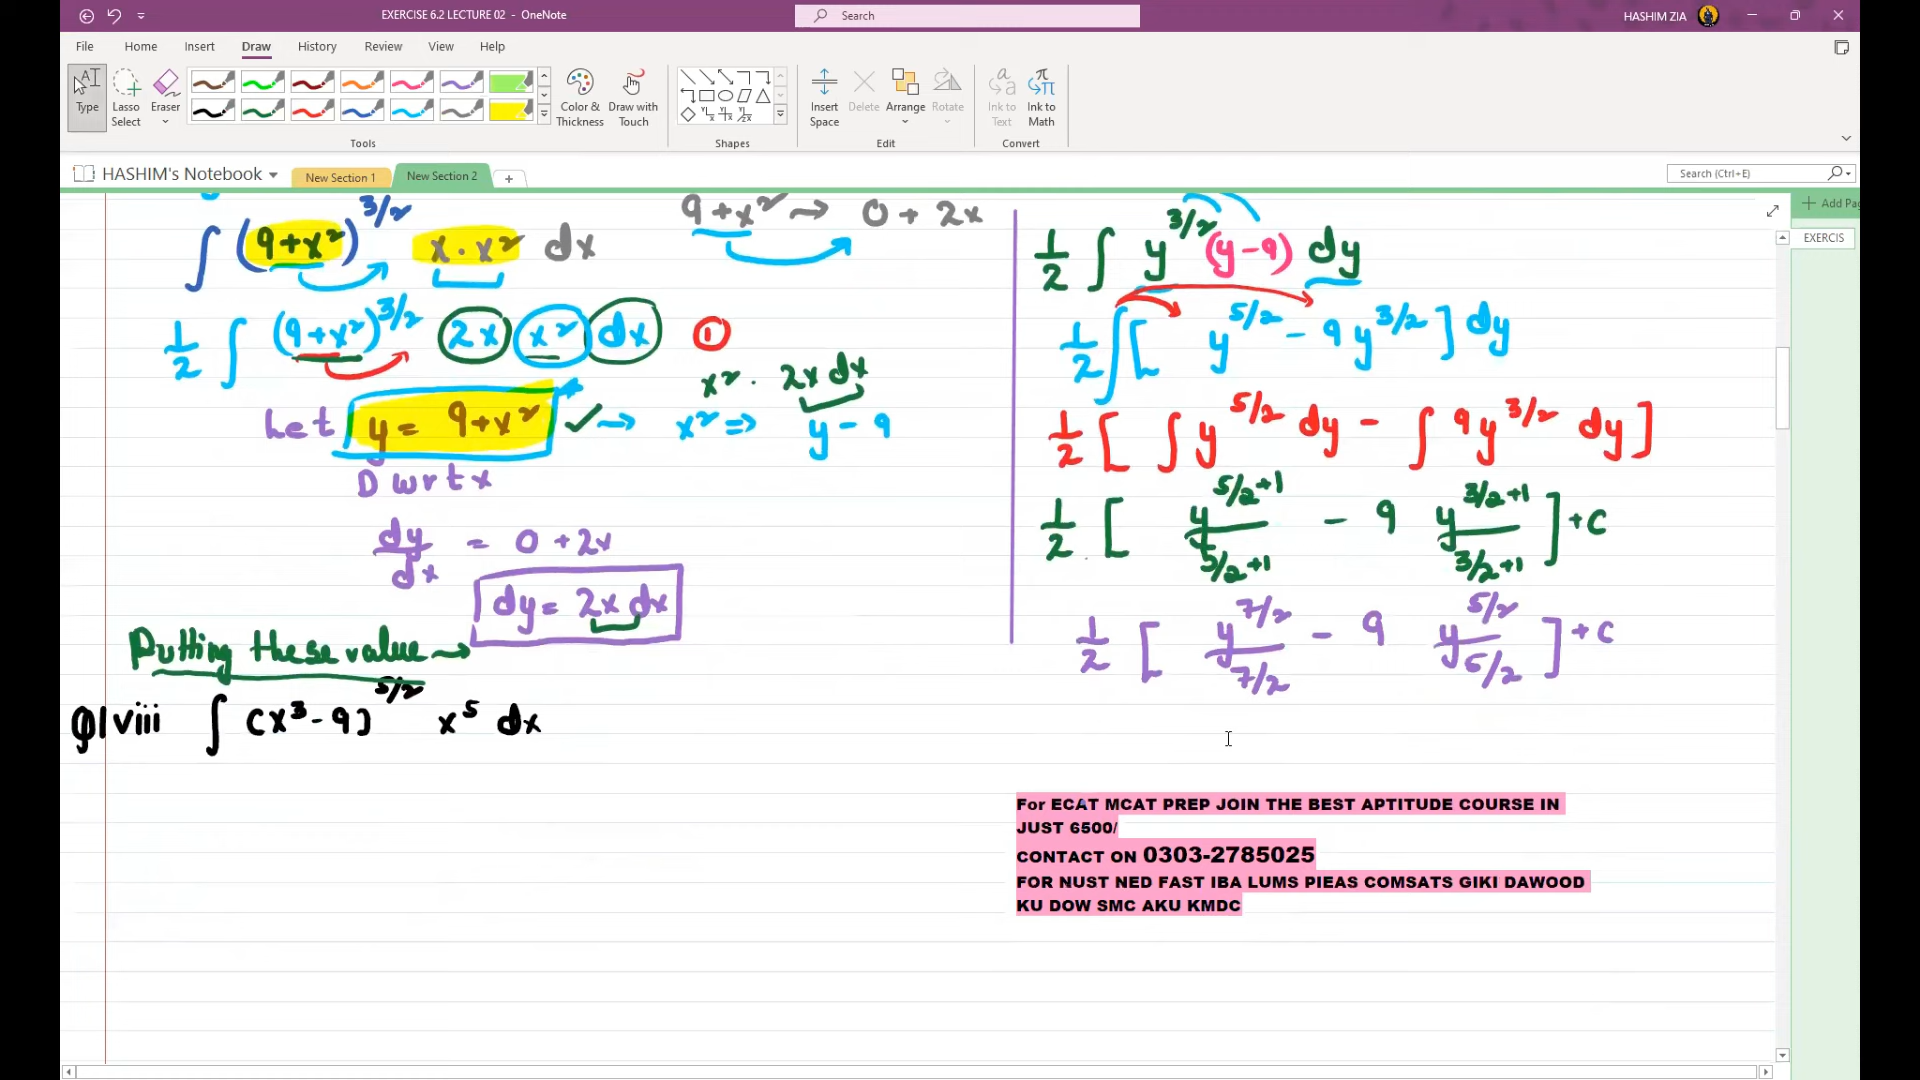 EXERCISE 6.2 LECTURE 02 - OneNote
Search
HASHIM ZIA
File Home Insert Draw History Review View Help
Type
Lasso Select
Eraser
Color & Thickness
Draw with Touch
Insert Space
Delete
Arrange
Rotate
Ink to Text
Ink to Math
Tools
Shapes
Edit
Convert
HASHIM's Notebook
New Section 1
New Section 2
Search (Ctrl+E)
Add Pag
EXERCIS
∫ (9+x²)^3/2 x · x² dx
9+x² → 0 + 2x
1/2 ∫ (9+x²)^3/2 2x x² dx ①
x² · 2x dx
Let y = 9+x² ✓ → x² ⇒ y - 9
D w r t x
dy/dx = 0 + 2x
dy = 2x dx
Putting these value →
Q1 viii ∫ (x³-9)^5/2 x⁵ dx
1/2 ∫ y^3/2 (y-9) dy
1/2 ∫ [ y^5/2 - 9y^3/2 ] dy
1/2 [ ∫ y^5/2 dy - ∫ 9y^3/2 dy ]
1/2 [ y^5/2+1 / 5/2+1 - 9 y^3/2+1 / 3/2+1 ] + c
1/2 [ y^7/2 / 7/2 - 9 y^5/2 / 5/2 ] + c
For ECAT MCAT PREP JOIN THE BEST APTITUDE COURSE IN
JUST 6500/
CONTACT ON 0303-2785025
FOR NUST NED FAST IBA LUMS PIEAS COMSATS GIKI DAWOOD
KU DOW SMC AKU KMDC